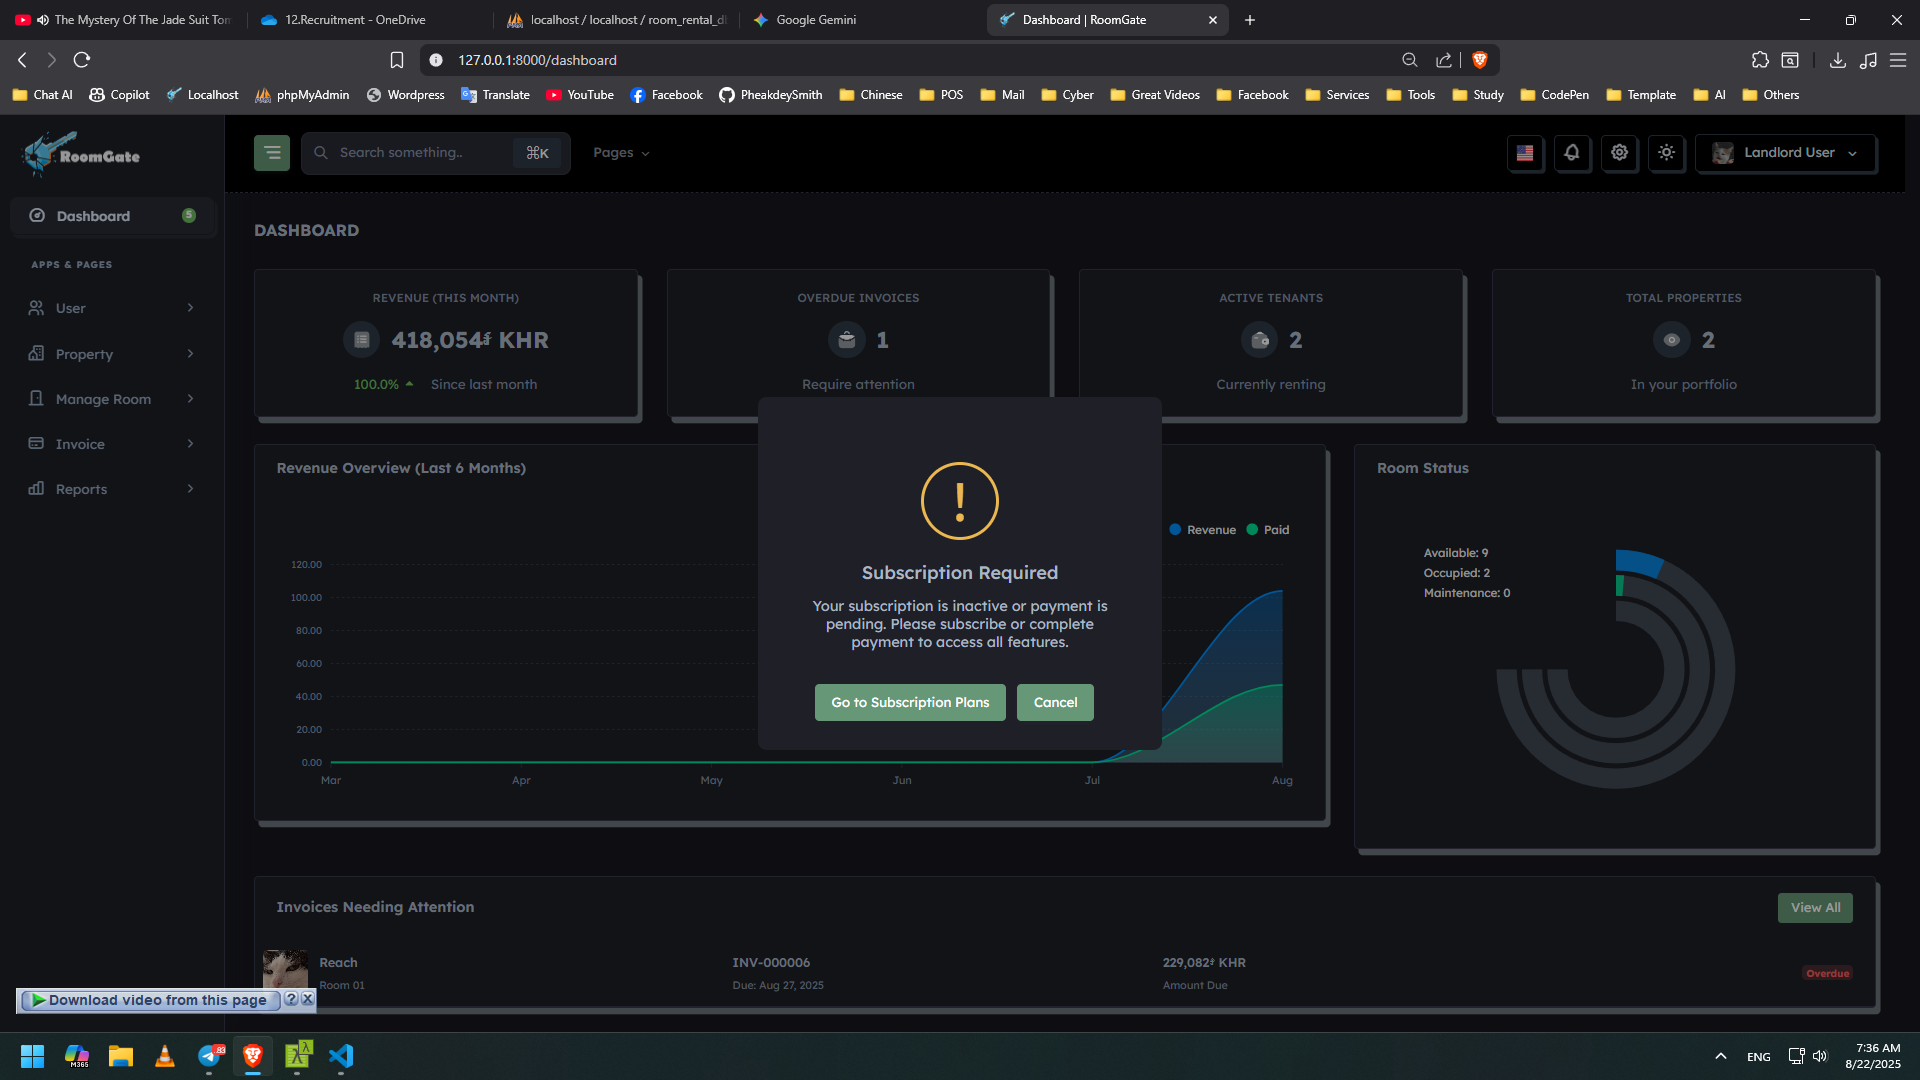 The Mystery Of The Jade Suit Tom
12.Recruitment - OneDrive
localhost / localhost / room_rental_d
Google Gemini
Dashboard | RoomGate
127.0.0.1:8000/dashboard
Chat AI
Copilot
Localhost
phpMyAdmin
Wordpress
Translate
YouTube
Facebook
PheakdeySmith
Chinese
POS
Mail
Cyber
Great Videos
Facebook
Services
Tools
Study
CodePen
Template
AI
Others
RoomGate
Search something..
⌘K
Pages
Landlord User
Dashboard
5
APPS & PAGES
User
Property
Manage Room
Invoice
Reports
DASHBOARD
REVENUE (THIS MONTH)
418,054៛ KHR
100.0%
Since last month
OVERDUE INVOICES
1
Require attention
ACTIVE TENANTS
2
Currently renting
TOTAL PROPERTIES
2
In your portfolio
Revenue Overview (Last 6 Months)
Revenue
Paid
120.00
100.00
80.00
60.00
40.00
20.00
0.00
Mar
Apr
May
Jun
Jul
Aug
Room Status
Available: 9
Occupied: 2
Maintenance: 0
!
Subscription Required
Your subscription is inactive or payment is
pending. Please subscribe or complete
payment to access all features.
Go to Subscription Plans
Cancel
Invoices Needing Attention
View All
Reach
Room 01
INV-000006
Due: Aug 27, 2025
229,082៛ KHR
Amount Due
Overdue
Download video from this page
?
X
M365
83
ENG
7:36 AM
8/22/2025